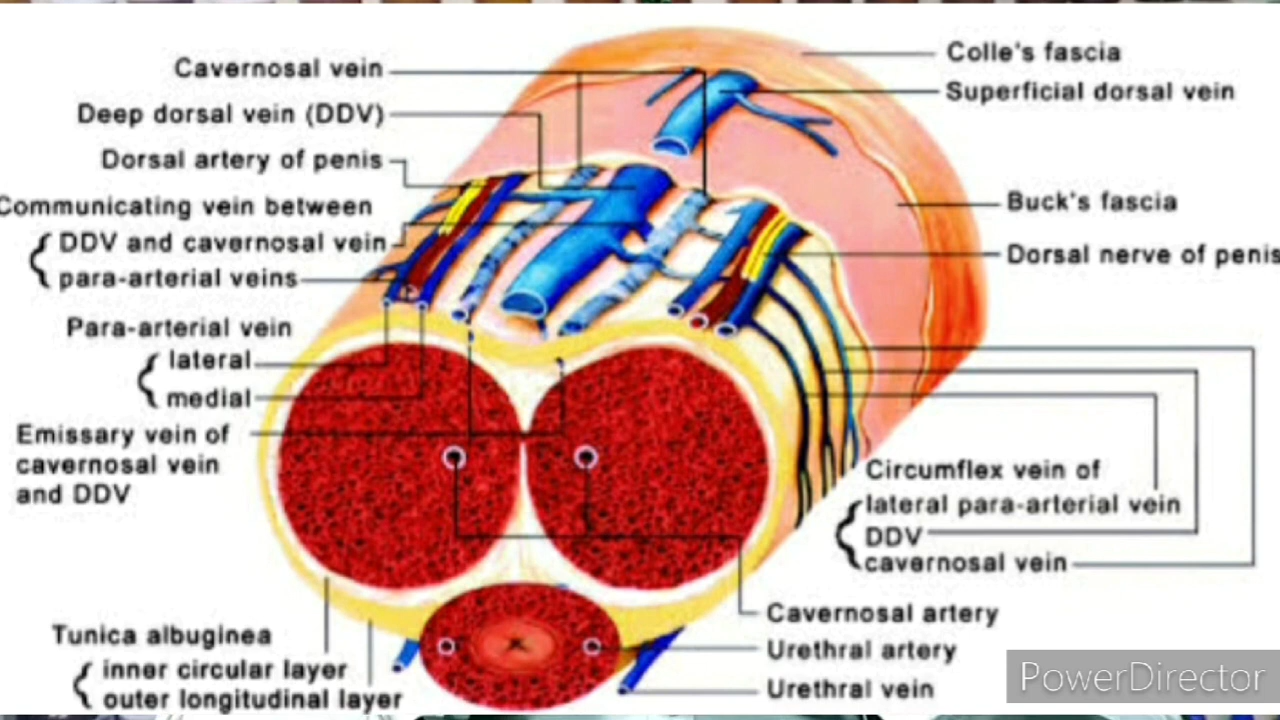 Cavernosal vein
Deep dorsal vein (DDV)
Dorsal artery of penis
Communicating vein between
DDV and cavernosal vein
para-arterial veins
Para-arterial vein
lateral
medial
Emissary vein of
cavernosal vein
and DDV
Tunica albuginea
inner circular layer
outer longitudinal layer
Colle's fascia
Superficial dorsal vein
Buck's fascia
Dorsal nerve of penis
Circumflex vein of
lateral para-arterial vein
DDV
cavernosal vein
Cavernosal artery
Urethral artery
Urethral vein
PowerDirector